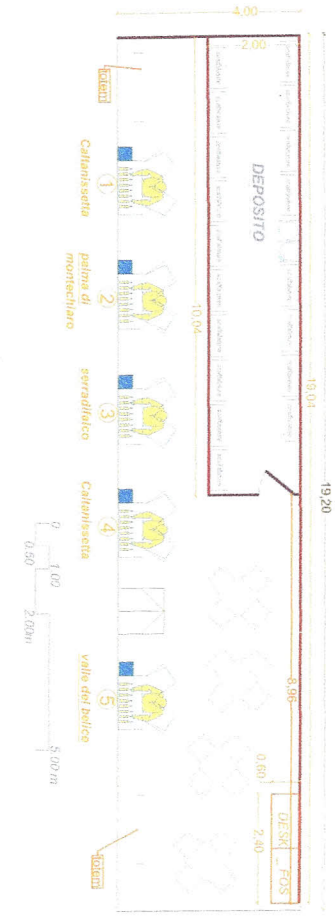 19,20
19,04
4,00
2,00
DEPOSITO
10,04
8,96
0,60
2,40
DESK
FOS
totem
1
Caltanissetta
2
palma di
montechiaro
3
serradifalco
4
Caltanissetta
5
valle del belice
totem
0
0.50
1.00
2.00m
5.00 m